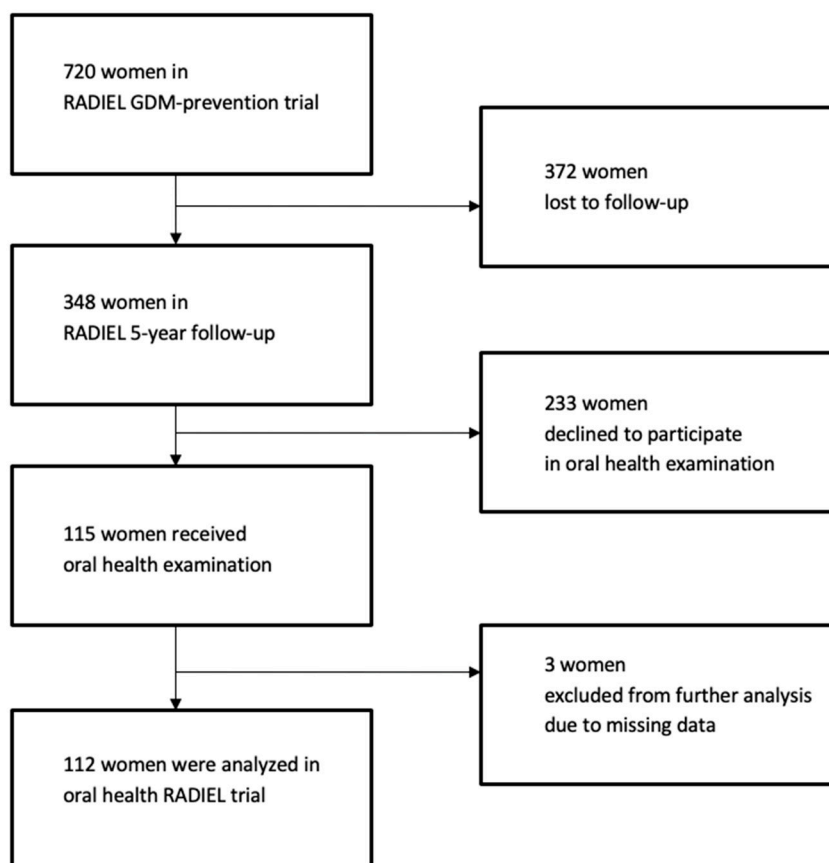 720 women in
RADIEL GDM-prevention trial
372 women
lost to follow-up
348 women in
RADIEL 5-year follow-up
233 women
declined to participate
in oral health examination
115 women received
oral health examination
3 women
excluded from further analysis
due to missing data
112 women were analyzed in
oral health RADIEL trial